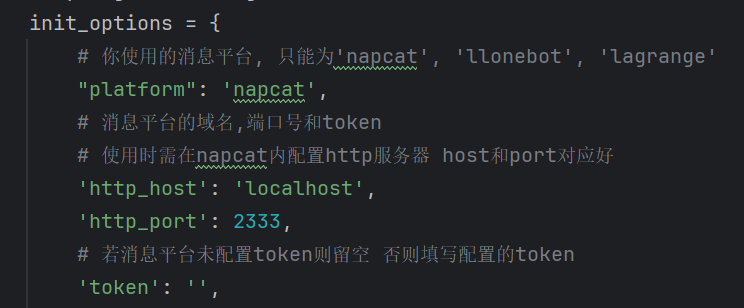 init_options = {
# 你使用的消息平台, 只能为'napcat', 'llonebot', 'lagrange'
"platform": 'napcat',
# 消息平台的域名,端口号和token
# 使用时需在napcat内配置http服务器 host和port对应好
'http_host': 'localhost',
'http_port': 2333,
# 若消息平台未配置token则留空 否则填写配置的token
'token': '',